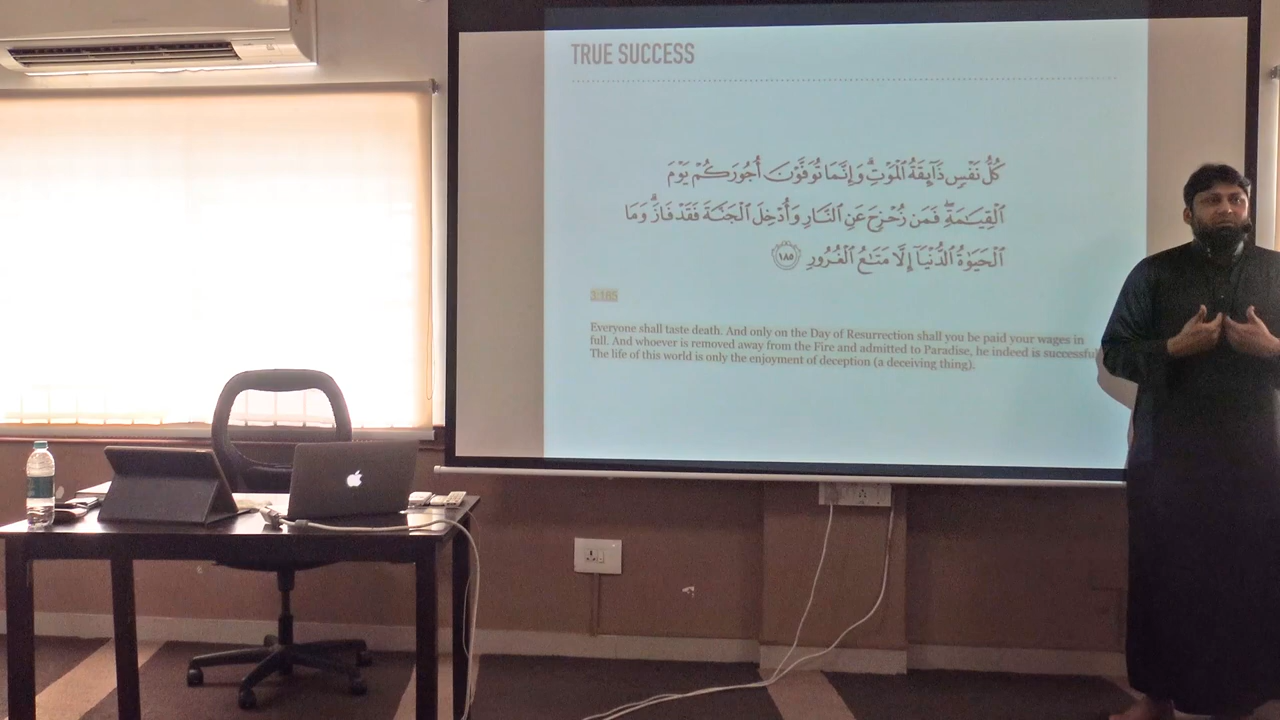 TRUE SUCCESS
كُلُّ نَفْسٍ ذَآئِقَةُ ٱلْمَوْتِ ۗ وَإِنَّمَا تُوَفَّوْنَ أُجُورَكُمْ يَوْمَ
ٱلْقِيَـٰمَةِ ۖ فَمَن زُحْزِحَ عَنِ ٱلنَّارِ وَأُدْخِلَ ٱلْجَنَّةَ فَقَدْ فَازَ ۗ وَمَا
ٱلْحَيَوٰةُ ٱلدُّنْيَآ إِلَّا مَتَـٰعُ ٱلْغُرُورِ ١٨٥
3:185
Everyone shall taste death. And only on the Day of Resurrection shall you be paid your wages in
full. And whoever is removed away from the Fire and admitted to Paradise, he indeed is successfu
The life of this world is only the enjoyment of deception (a deceiving thing).